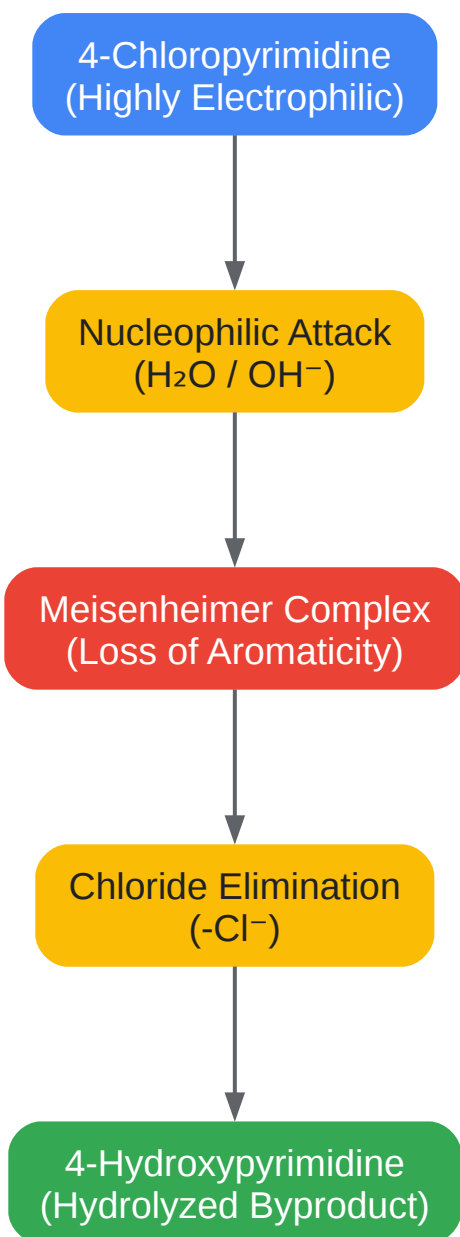 4-Chloropyrimidine
(Highly Electrophilic)
Nucleophilic Attack
(H₂O / OH⁻)
Meisenheimer Complex
(Loss of Aromaticity)
Chloride Elimination
(-Cl⁻)
4-Hydroxypyrimidine
(Hydrolyzed Byproduct)